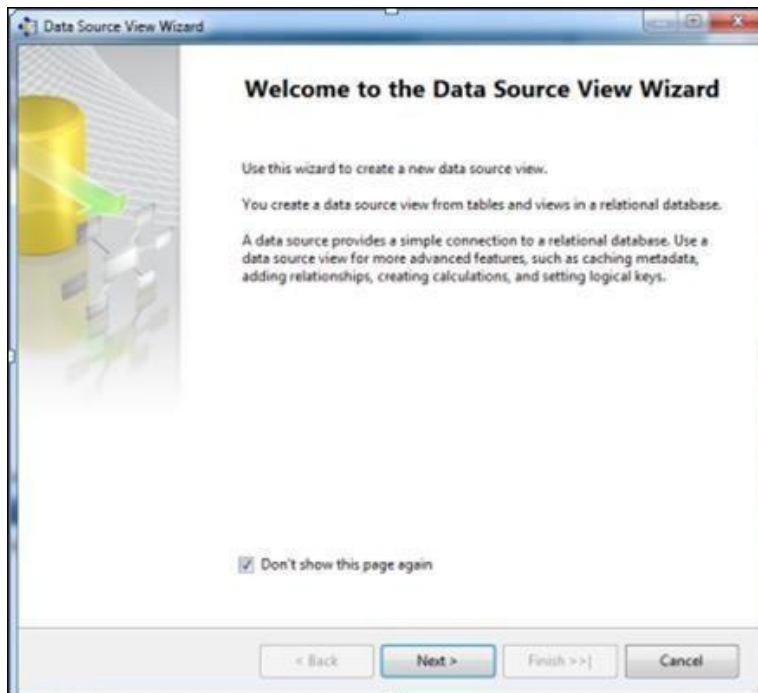 Data Source View Wizard
Welcome to the Data Source View Wizard
Use this wizard to create a new data source view.
You create a data source view from tables and views in a relational database.
A data source provides a simple connection to a relational database. Use a
data source view for more advanced features, such as caching metadata,
adding relationships, creating calculations, and setting logical keys.
Don't show this page again
< Back
Next >
Finish >>|
Cancel